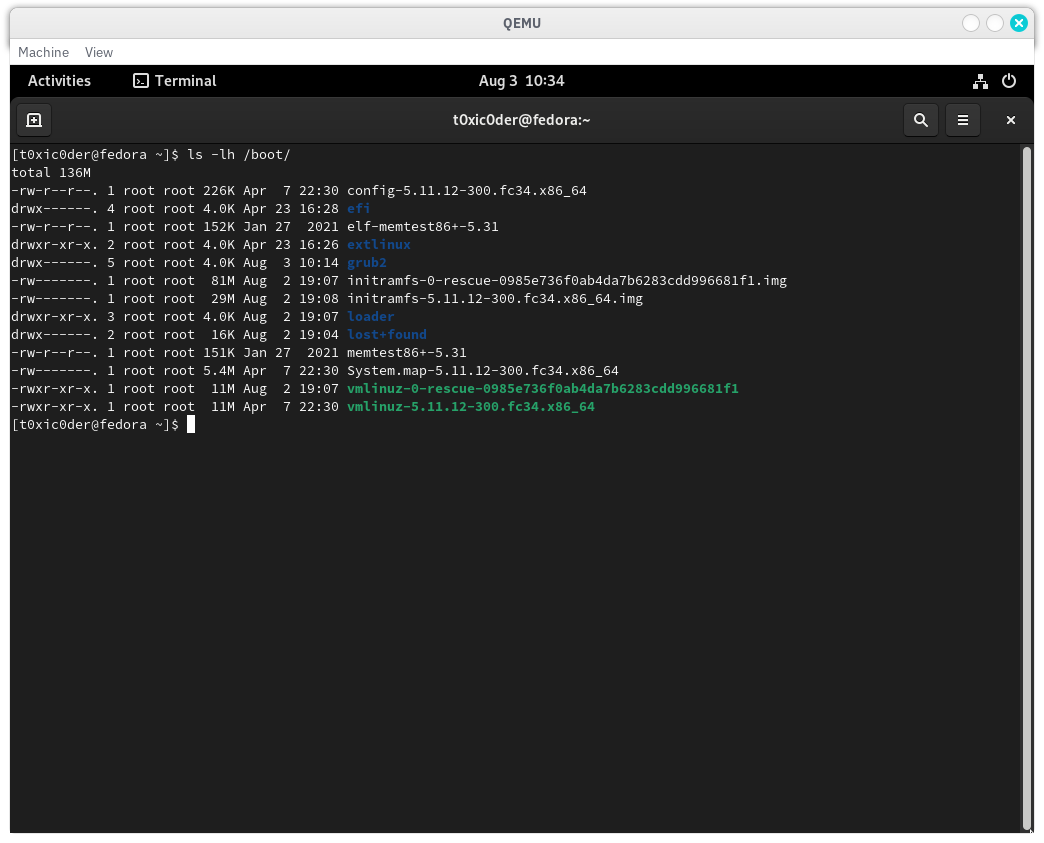 QEMU
Machine View
Activities Terminal Aug 3 10:34
t0xic0der@fedora:~
[t0xic0der@fedora ~]$ ls -lh /boot/
total 136M
-rw-r--r--. 1 root root 226K Apr  7 22:30 config-5.11.12-300.fc34.x86_64
drwx------. 4 root root 4.0K Apr 23 16:28 efi
-rw-r--r--. 1 root root 152K Jan 27  2021 elf-memtest86+-5.31
drwxr-xr-x. 2 root root 4.0K Apr 23 16:26 extlinux
drwx------. 5 root root 4.0K Aug  3 10:14 grub2
-rw-------. 1 root root  81M Aug  2 19:07 initramfs-0-rescue-0985e736f0ab4da7b6283cdd996681f1.img
-rw-------. 1 root root  29M Aug  2 19:08 initramfs-5.11.12-300.fc34.x86_64.img
drwxr-xr-x. 3 root root 4.0K Aug  2 19:07 loader
drwx------. 2 root root  16K Aug  2 19:04 lost+found
-rw-r--r--. 1 root root 151K Jan 27  2021 memtest86+-5.31
-rw-------. 1 root root 5.4M Apr  7 22:30 System.map-5.11.12-300.fc34.x86_64
-rwxr-xr-x. 1 root root  11M Aug  2 19:07 vmlinuz-0-rescue-0985e736f0ab4da7b6283cdd996681f1
-rwxr-xr-x. 1 root root  11M Apr  7 22:30 vmlinuz-5.11.12-300.fc34.x86_64
[t0xic0der@fedora ~]$